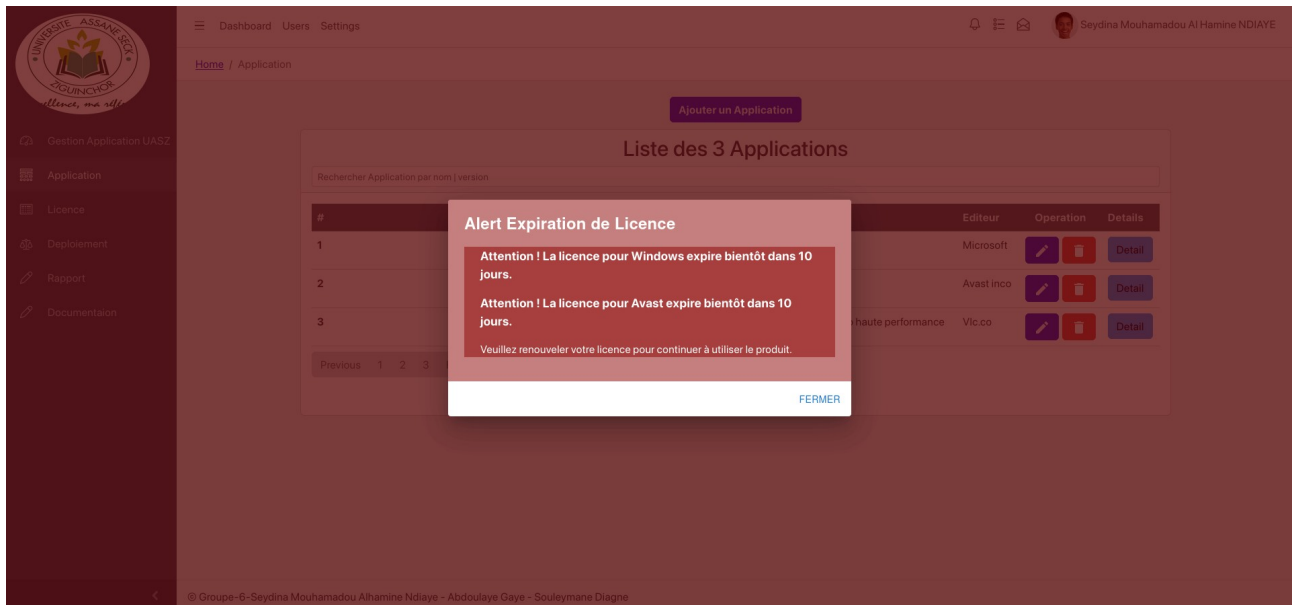 UNIVERSITE ASSANE SECK
ZIGUINCHOR
Dashboard Users Settings
Seydina Mouhamadou Al Hamine NDIAYE
Home / Application
Ajouter un Application
Gestion Application UASZ
Application
Licence
Deploiement
Rapport
Documentaion
Liste des 3 Applications
Rechercher Application par nom | version
# Editeur Operation Details
1 Microsoft Detail
2 Avast inco Detail
3 haute performance Vlc.co Detail
Previous 1 2 3
Alert Expiration de Licence
Attention ! La licence pour Windows expire bientôt dans 10
jours.
Attention ! La licence pour Avast expire bientôt dans 10
jours.
Veuillez renouveler votre licence pour continuer à utiliser le produit.
FERMER
© Groupe-6-Seydina Mouhamadou Alhamine Ndiaye - Abdoulaye Gaye - Souleymane Diagne